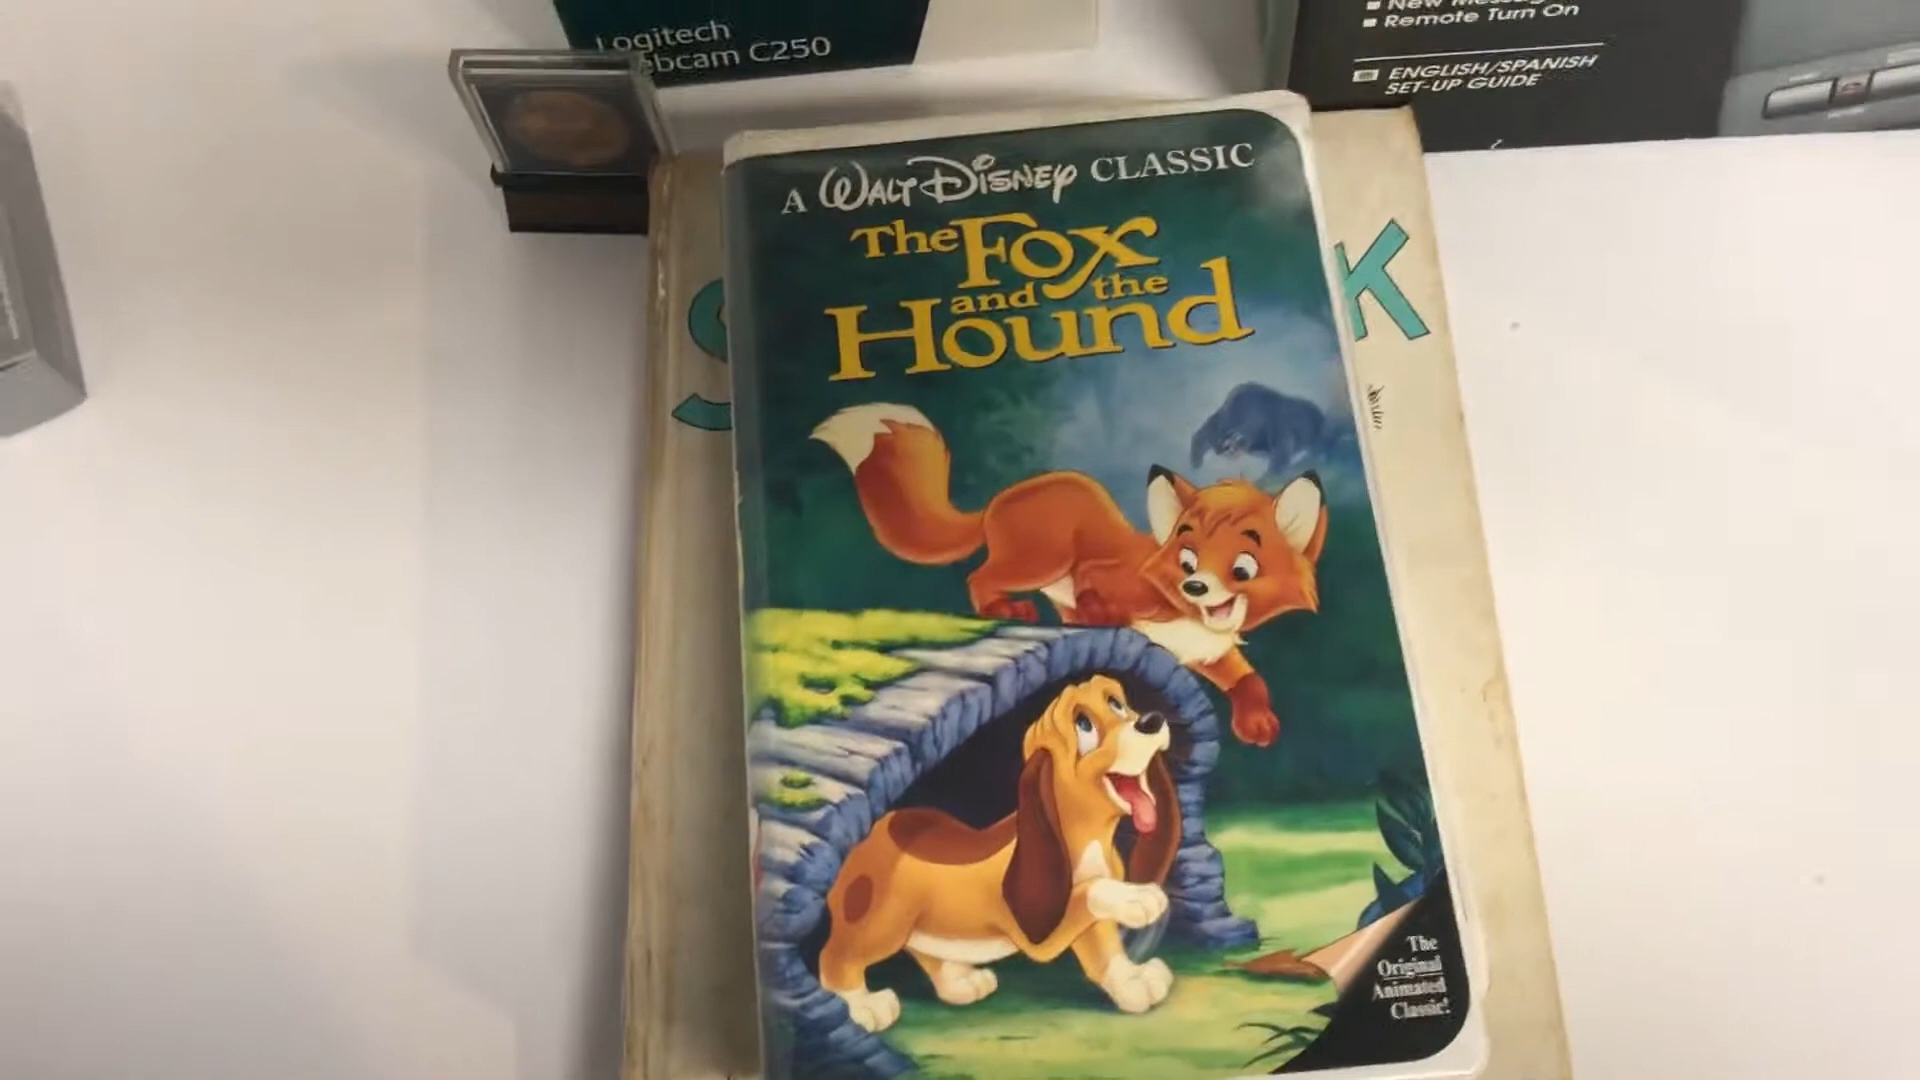 Logitech
Webcam C250
Remote Turn On
ENGLISH/SPANISH
SET-UP GUIDE
A WALT DISNEY CLASSIC
The Fox
and the
Hound
S
K
The
Original
Animated
Classic!